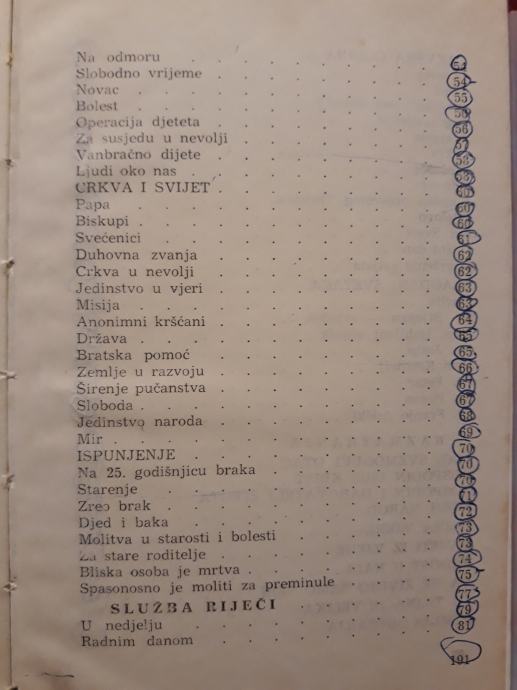 Na odmoru . . . . . . . . . 54
Slobodno vrijeme . . . . . . . . 54
Novac . . . . . . . . . . . 55
Bolest . . . . . . . . . . .
Operacija djeteta . . . . . . . . 56
Za susjedu u nevolji . . . . . . . 57
Vanbračno dijete . . . . . . . . 58
Ljudi oko nas . . . . . . . . .
CRKVA I SVIJET . . . . . . . . 60
Papa . . . . . . . . . . . 60
Biskupi . . . . . . . . . . 60
Svećenici . . . . . . . . . . 61
Duhovna zvanja . . . . . . . . 62
Crkva u nevolji . . . . . . . . 62
Jedinstvo u vjeri . . . . . . . . 63
Misija . . . . . . . . . . . 63
Anonimni kršćani . . . . . . . . 64
Država . . . . . . . . . . .
Bratska pomoć . . . . . . . . . 65
Zemlje u razvoju . . . . . . . . 66
Širenje pučanstva . . . . . . . . 67
Sloboda . . . . . . . . . . 67
Jedinstvo naroda . . . . . . . . 68
Mir . . . . . . . . . . . . 69
ISPUNJENJE . . . . . . . . . 70
Na 25. godišnjicu braka . . . . . . 70
Starenje . . . . . . . . . . 70
Zreo brak . . . . . . . . . . 71
Djed i baka . . . . . . . . . 72
Molitva u starosti i bolesti . . . . . 73
Za stare roditelje . . . . . . . . 73
Bliska osoba je mrtva . . . . . . . 74
Spasonosno je moliti za preminule . . . 75
SLUŽBA RIJEČI . . . . . . 77
U nedjelju . . . . . . . . . 79
Radnim danom . . . . . . . . 81
191